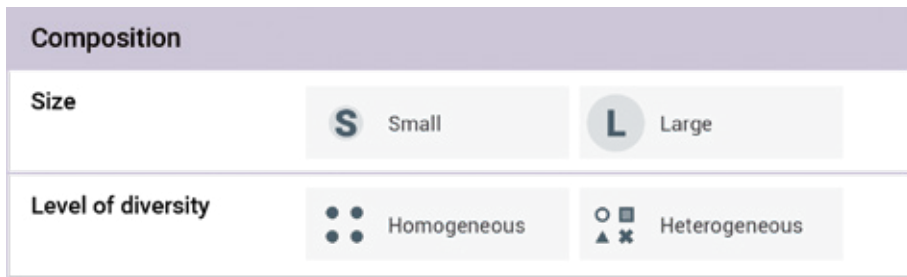 Composition
Size
S Small
L Large
Level of diversity
Homogeneous
Heterogeneous